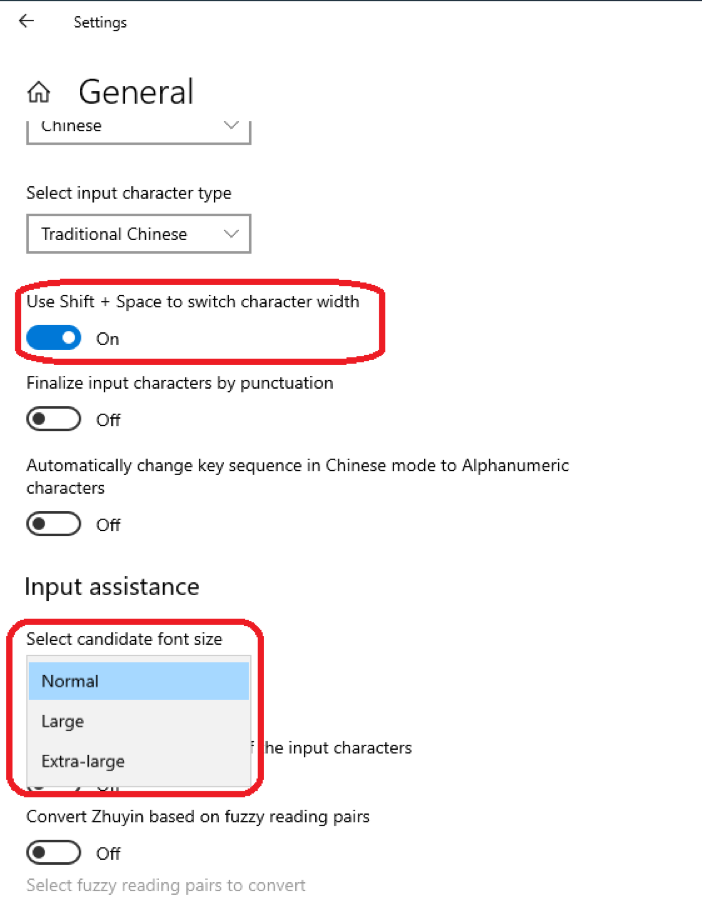 Settings
General
Chinese
Select input character type
Traditional Chinese
Use Shift + Space to switch character width
On
Finalize input characters by punctuation
Off
Automatically change key sequence in Chinese mode to Alphanumeric
characters
Off
Input assistance
Select candidate font size
Normal
Large
the input characters
Extra-large
Off
Convert Zhuyin based on fuzzy reading pairs
Off
Select fuzzy reading pairs to convert